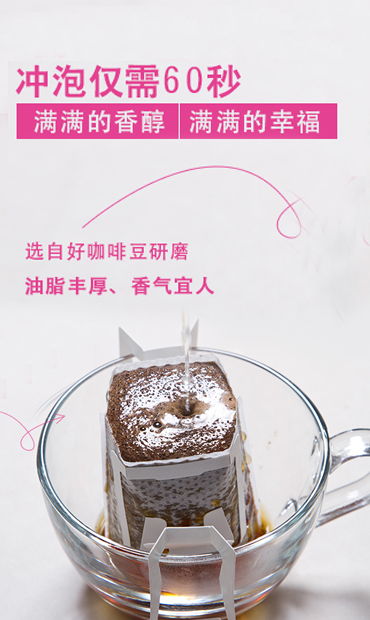 冲泡仅需60秒
满满的香醇 满满的幸福
选自好咖啡豆研磨
油脂丰厚、香气宜人